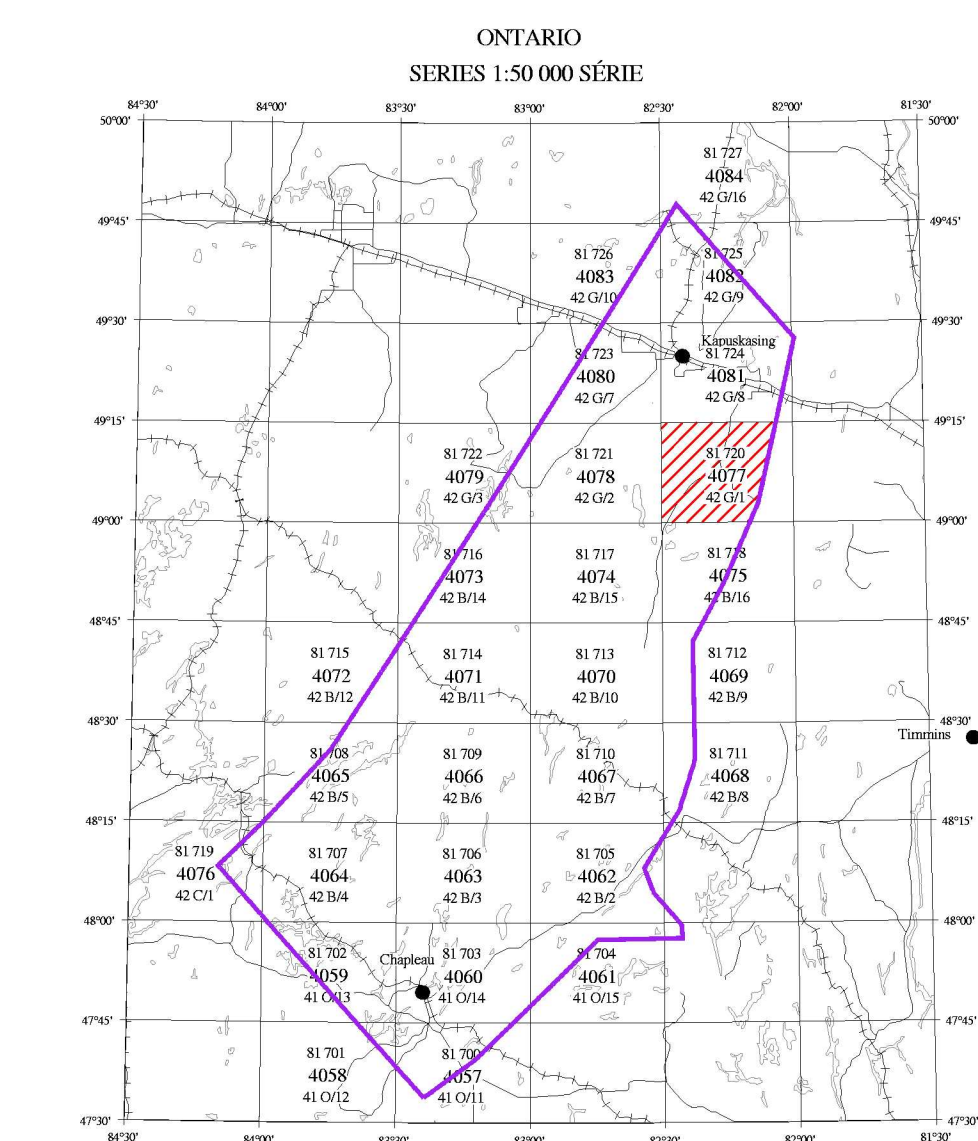 ONTARIO
SERIES 1:50 000 SÉRIE
84°30' 84°00' 83°30' 83°00' 82°30' 82°00' 81°30'
50°00' 50°00'
81 727
4084
42 G/16
49°45' 49°45'
81 726 81 725
4083 4082
42 G/10 42 G/9
49°30' 49°30'
Kapuskasing
81 723 81 724
4080 4081
42 G/7 42 G/8
49°15' 49°15'
81 722 81 721 81 720
4079 4078 4077
42 G/3 42 G/2 42 G/1
49°00' 49°00'
81 716 81 717 81 718
4073 4074 4075
42 B/14 42 B/15 42 B/16
48°45' 48°45'
81 715 81 714 81 713 81 712
4072 4071 4070 4069
42 B/12 42 B/11 42 B/10 42 B/9
48°30' 48°30'
Timmins
81 708 81 709 81 710 81 711
4065 4066 4067 4068
42 B/5 42 B/6 42 B/7 42 B/8
48°15' 48°15'
81 719 81 707 81 706 81 705
4076 4064 4063 4062
42 C/1 42 B/4 42 B/3 42 B/2
48°00' 48°00'
81 702 Chapleau 81 703 81 704
4059 4060 4061
41 O/13 41 O/14 41 O/15
47°45' 47°45'
81 701 81 700
4058 4057
41 O/12 41 O/11
47°30' 47°30'
84°30' 84°00' 83°30' 83°00' 82°30' 82°00' 81°30'